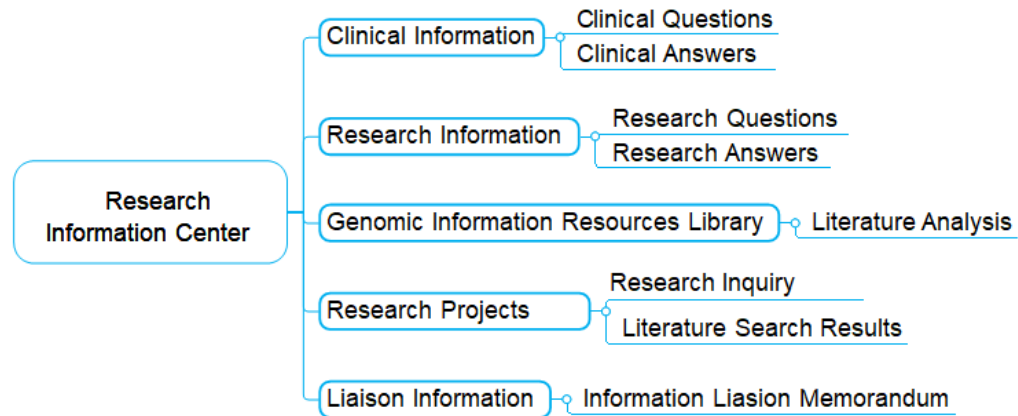 Research
Information Center
Clinical Information
Clinical Questions
Clinical Answers
Research Information
Research Questions
Research Answers
Genomic Information Resources Library
Literature Analysis
Research Projects
Research Inquiry
Literature Search Results
Liaison Information
Information Liasion Memorandum